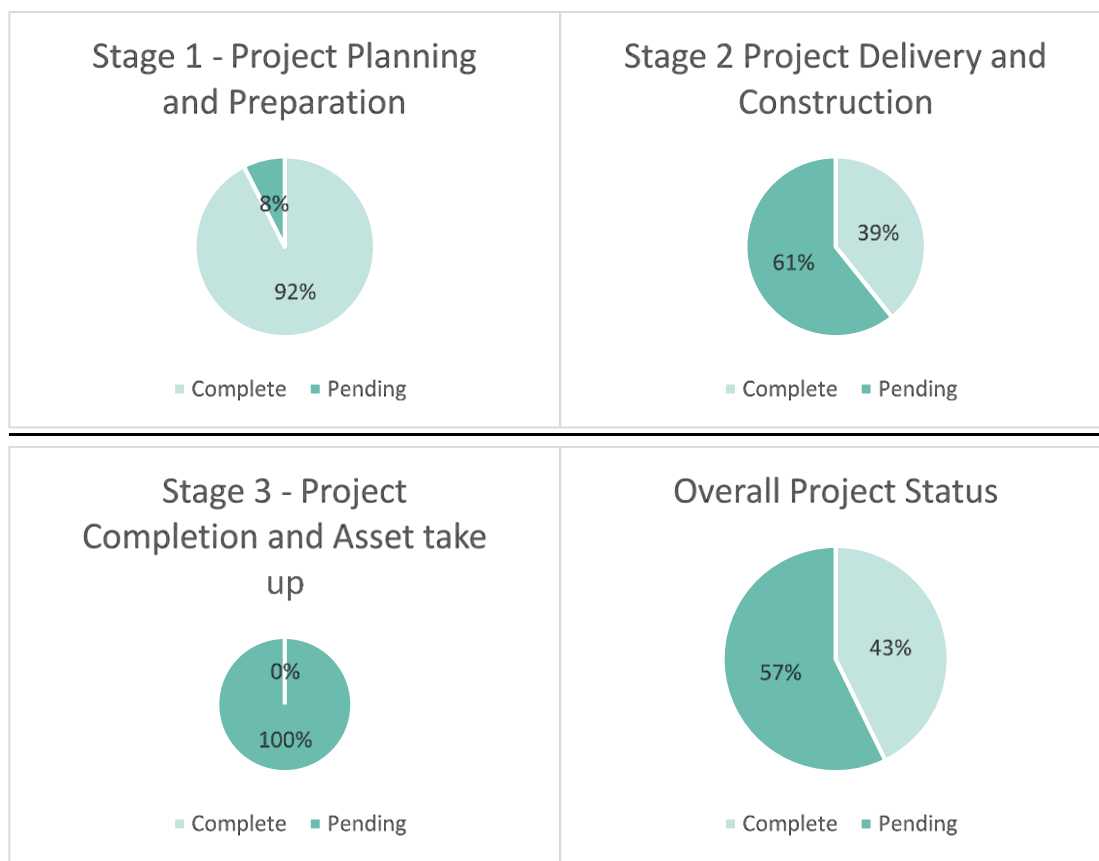 Stage 1 - Project Planning
and Preparation
8%
92%
Complete Pending
Stage 2 Project Delivery and
Construction
39%
61%
Complete Pending
Stage 3 - Project
Completion and Asset take
up
0%
100%
Complete Pending
Overall Project Status
43%
57%
Complete Pending